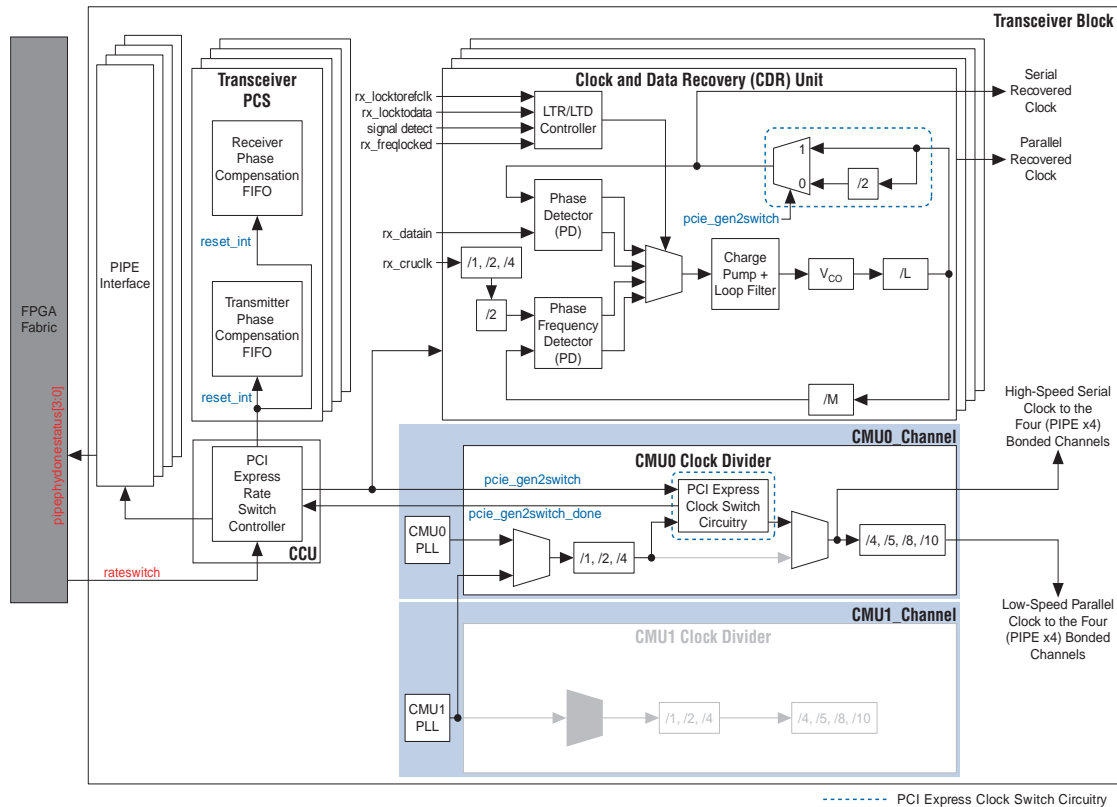 Transceiver Block
Transceiver
PCS
Receiver
Phase
Compensation
FIFO
reset_int
Transmitter
Phase
Compensation
FIFO
reset_int
PIPE
Interface
FPGA
Fabric
pipephydonestatus[3:0]
PCI
Express
Rate
Switch
Controller
CCU
rateswitch
Clock and Data Recovery (CDR) Unit
rx_locktorefclk
rx_locktodata
signal detect
rx_freqlocked
LTR/LTD
Controller
1
0
/2
pcie_gen2switch
Serial
Recovered
Clock
Parallel
Recovered
Clock
rx_datain
rx_cruclk
/1, /2, /4
/2
Phase
Detector
(PD)
Phase
Frequency
Detector
(PD)
Charge
Pump +
Loop Filter
VCO
/L
/M
CMU0_Channel
CMU0 Clock Divider
pcie_gen2switch
pcie_gen2switch_done
PCI Express
Clock Switch
Circuitry
CMU0
PLL
/1, /2, /4
/4, /5, /8, /10
High-Speed Serial
Clock to the
Four (PIPE x4)
Bonded Channels
Low-Speed Parallel
Clock to the Four
(PIPE x4) Bonded
Channels
CMU1_Channel
CMU1 Clock Divider
CMU1
PLL
/1, /2, /4
/4, /5, /8, /10
PCI Express Clock Switch Circuitry